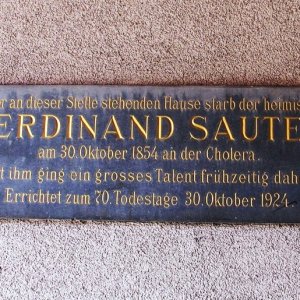 er an dieser Stelle stehenden Hause starb der heimis
ERDINAND SAUTE
am 30. Oktober 1854 an der Cholera.
t ihm ging ein grosses Talent frühzeitig dah
Errichtet zum 70. Todestage 30. Oktober 1924.